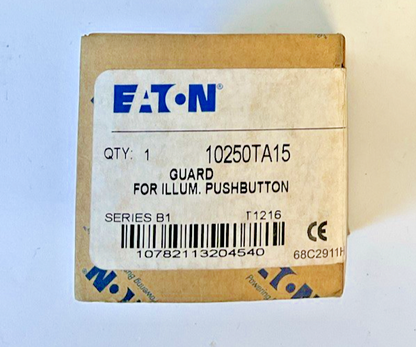 EATON®
QTY: 1 10250TA15
GUARD
FOR ILLUM. PUSHBUTTON
SERIES B1 T1216
CE
10782113204540
68C2911H